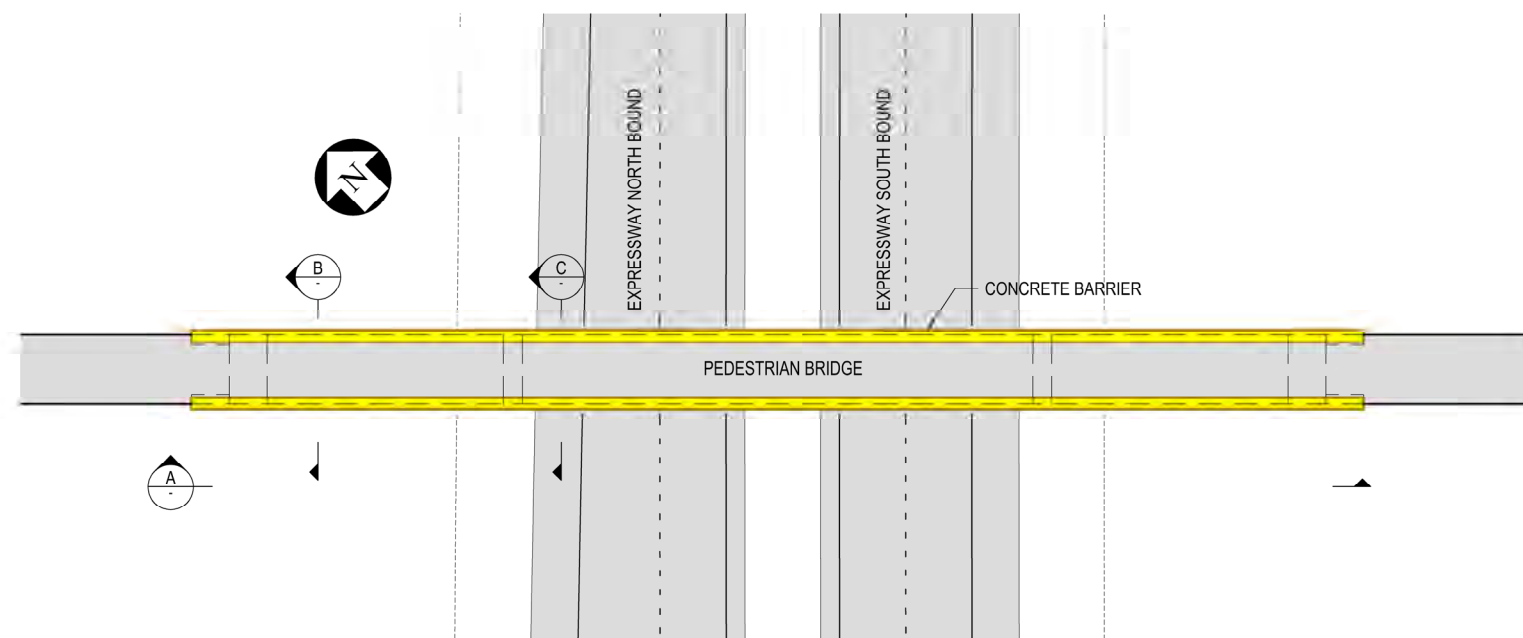 EXPRESSWAY NORTH BOUND
EXPRESSWAY SOUTH BOUND
N
B
-
C
-
CONCRETE BARRIER
PEDESTRIAN BRIDGE
A
-